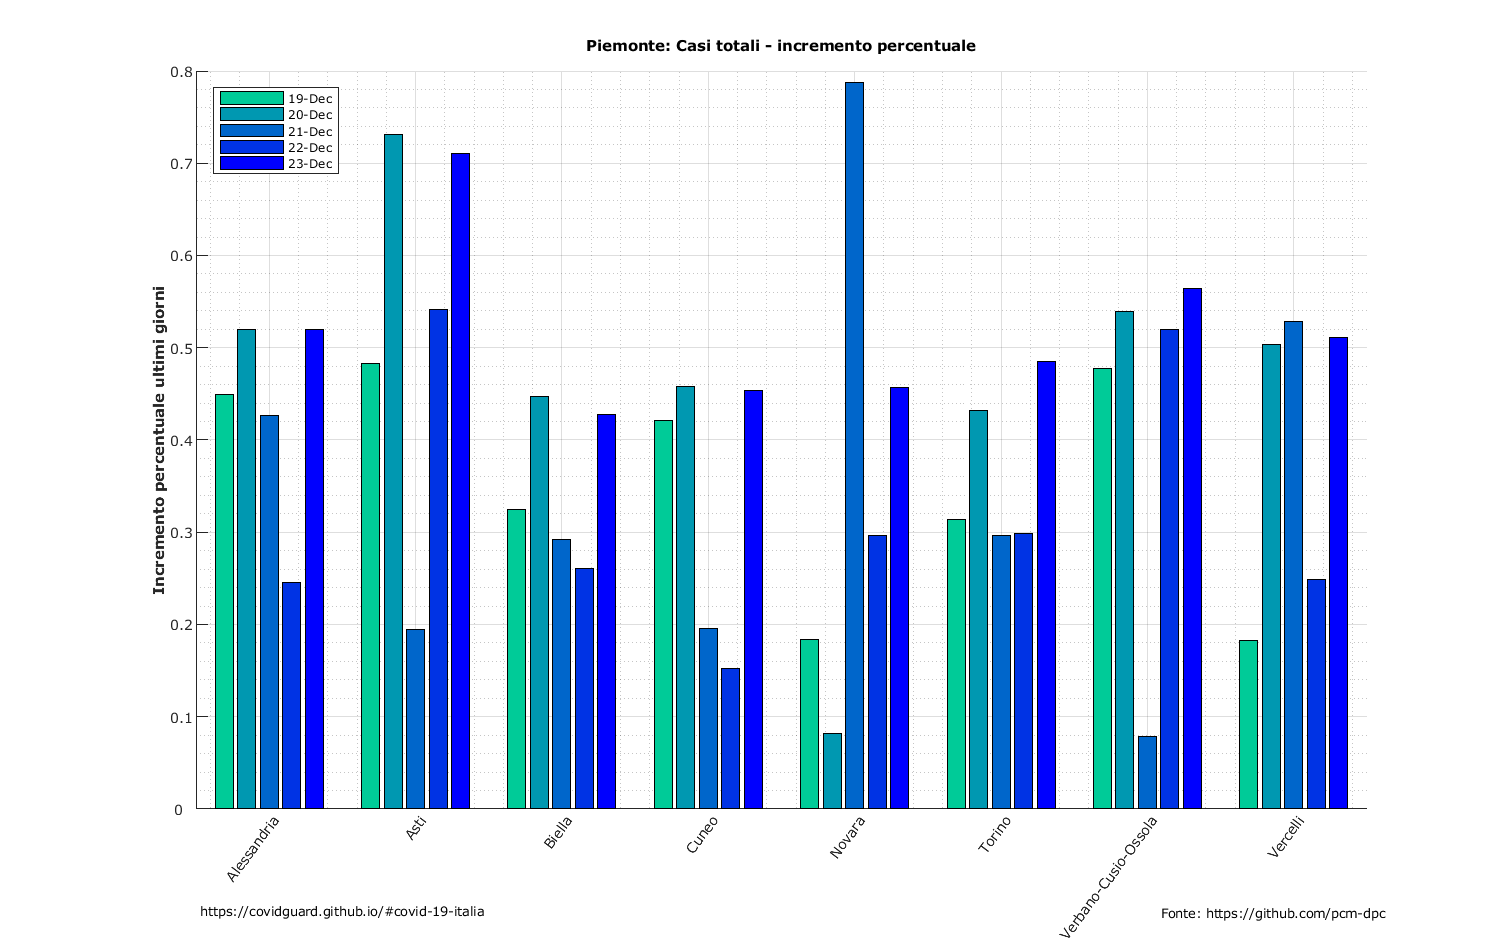 Piemonte: Casi totali - incremento percentuale
0.8
0.7
0.6
0.5
0.4
0.3
0.2
0.1
0
Incremento percentuale ultimi giorni
19-Dec
20-Dec
21-Dec
22-Dec
23-Dec
Alessandria
Asti
Biella
Cuneo
Novara
Torino
Verbano-Cusio-Ossola
Vercelli
https://covidguard.github.io/#covid-19-italia
Fonte: https://github.com/pcm-dpc